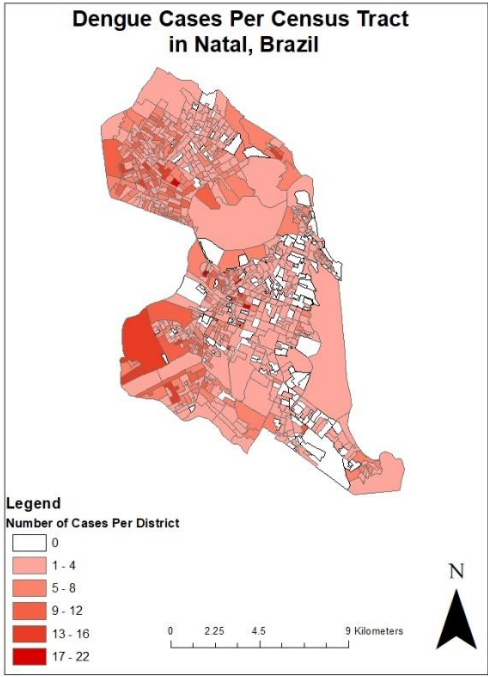 Dengue Cases Per Census Tract
in Natal, Brazil
Legend
Number of Cases Per District
0
1 - 4
5 - 8
9 - 12
13 - 16
17 - 22
0 2.25 4.5 9 Kilometers
N